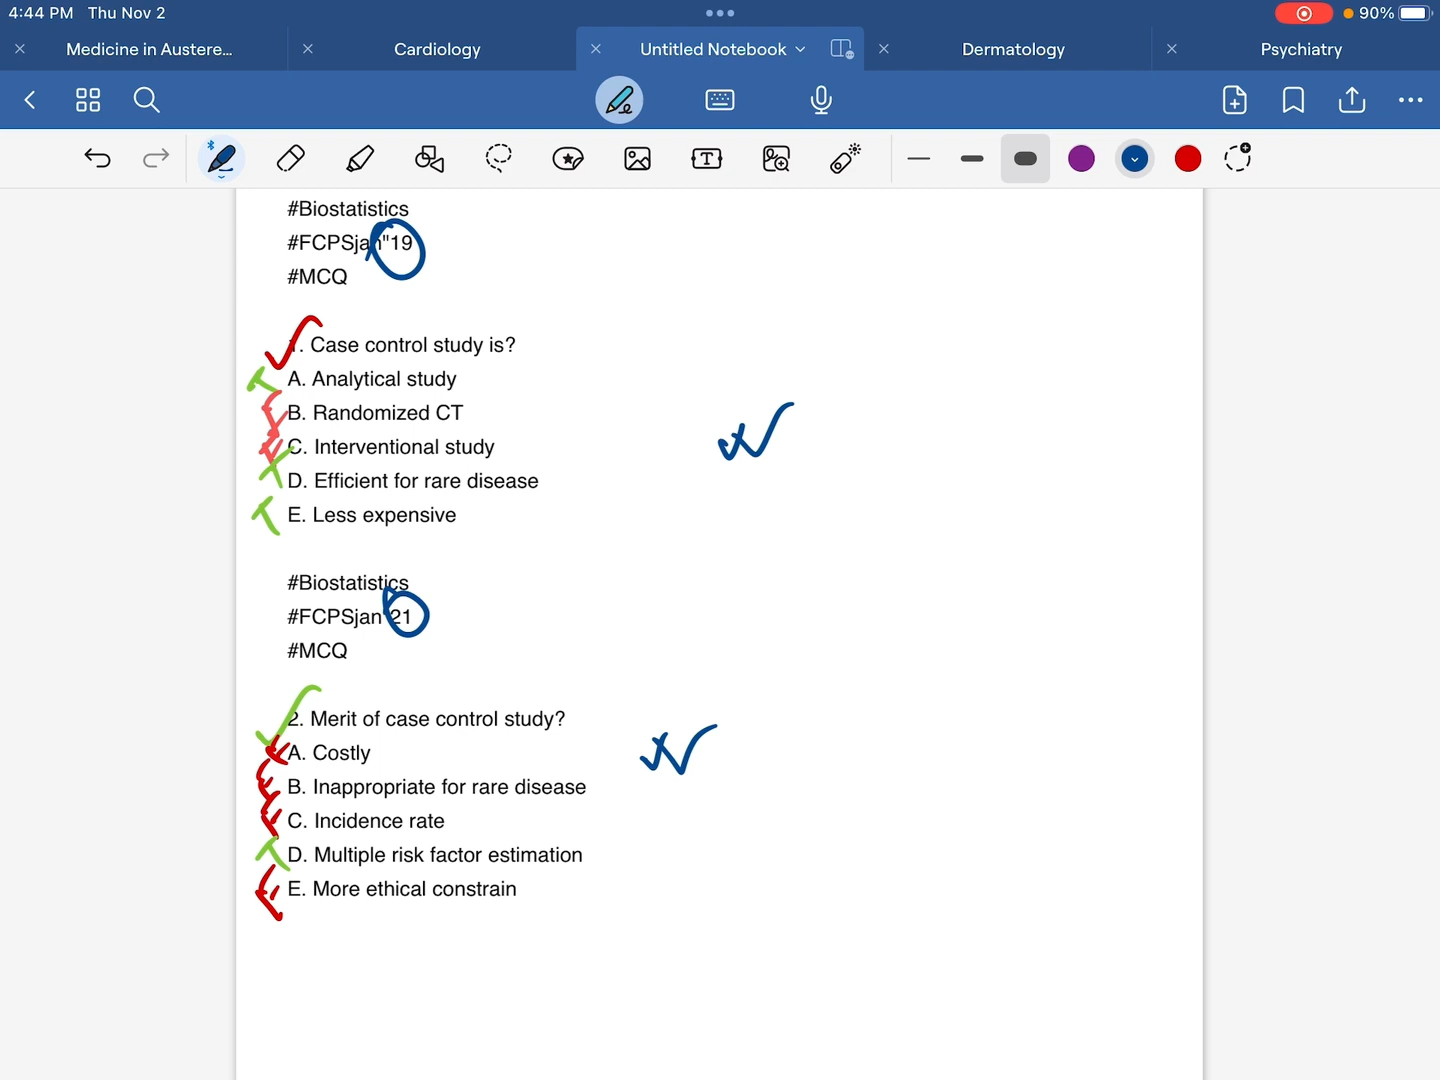 4:44 PM Thu Nov 2
90%
Medicine in Austere...
Cardiology
Untitled Notebook
Dermatology
Psychiatry
#Biostatistics
#FCPSjan"19
#MCQ
1. Case control study is?
T A. Analytical study
F B. Randomized CT
F C. Interventional study
T D. Efficient for rare disease
T E. Less expensive
#Biostatistics
#FCPSjan"21
#MCQ
2. Merit of case control study?
F A. Costly
F B. Inappropriate for rare disease
F C. Incidence rate
T D. Multiple risk factor estimation
F E. More ethical constrain